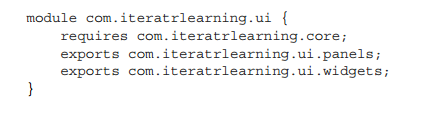 module com.iteratrlearning.ui {
    requires com.iteratrlearning.core;
    exports com.iteratrlearning.ui.panels;
    exports com.iteratrlearning.ui.widgets;
}